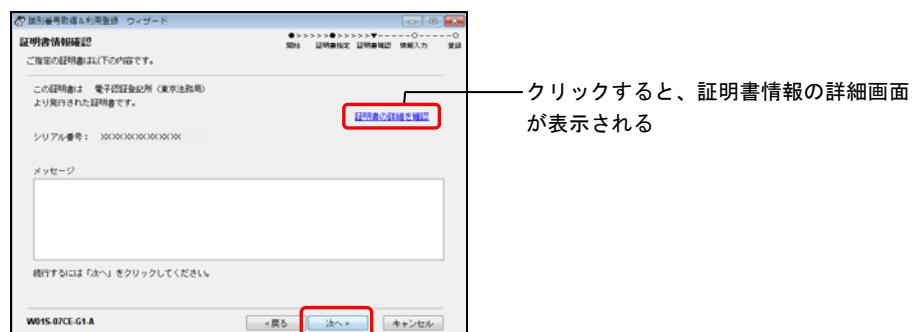 識別番号取得&利用登録 ウィザード
証明書情報確認
●>>>>>●>>>>>▼-----○-----○
開始 証明書指定 証明書確認 情報入力 登録
ご指定の証明書は以下の内容です。
この証明書は 電子認証登記所（東京法務局）
より発行された証明書です。
証明書の詳細を確認
クリックすると、証明書情報の詳細画面
が表示される
シリアル番号： XXXXXXXXXXXXXXXX
メッセージ
続行するには「次へ」をクリックしてください。
W01S-07CE-G1-A
<戻る
次へ>
キャンセル